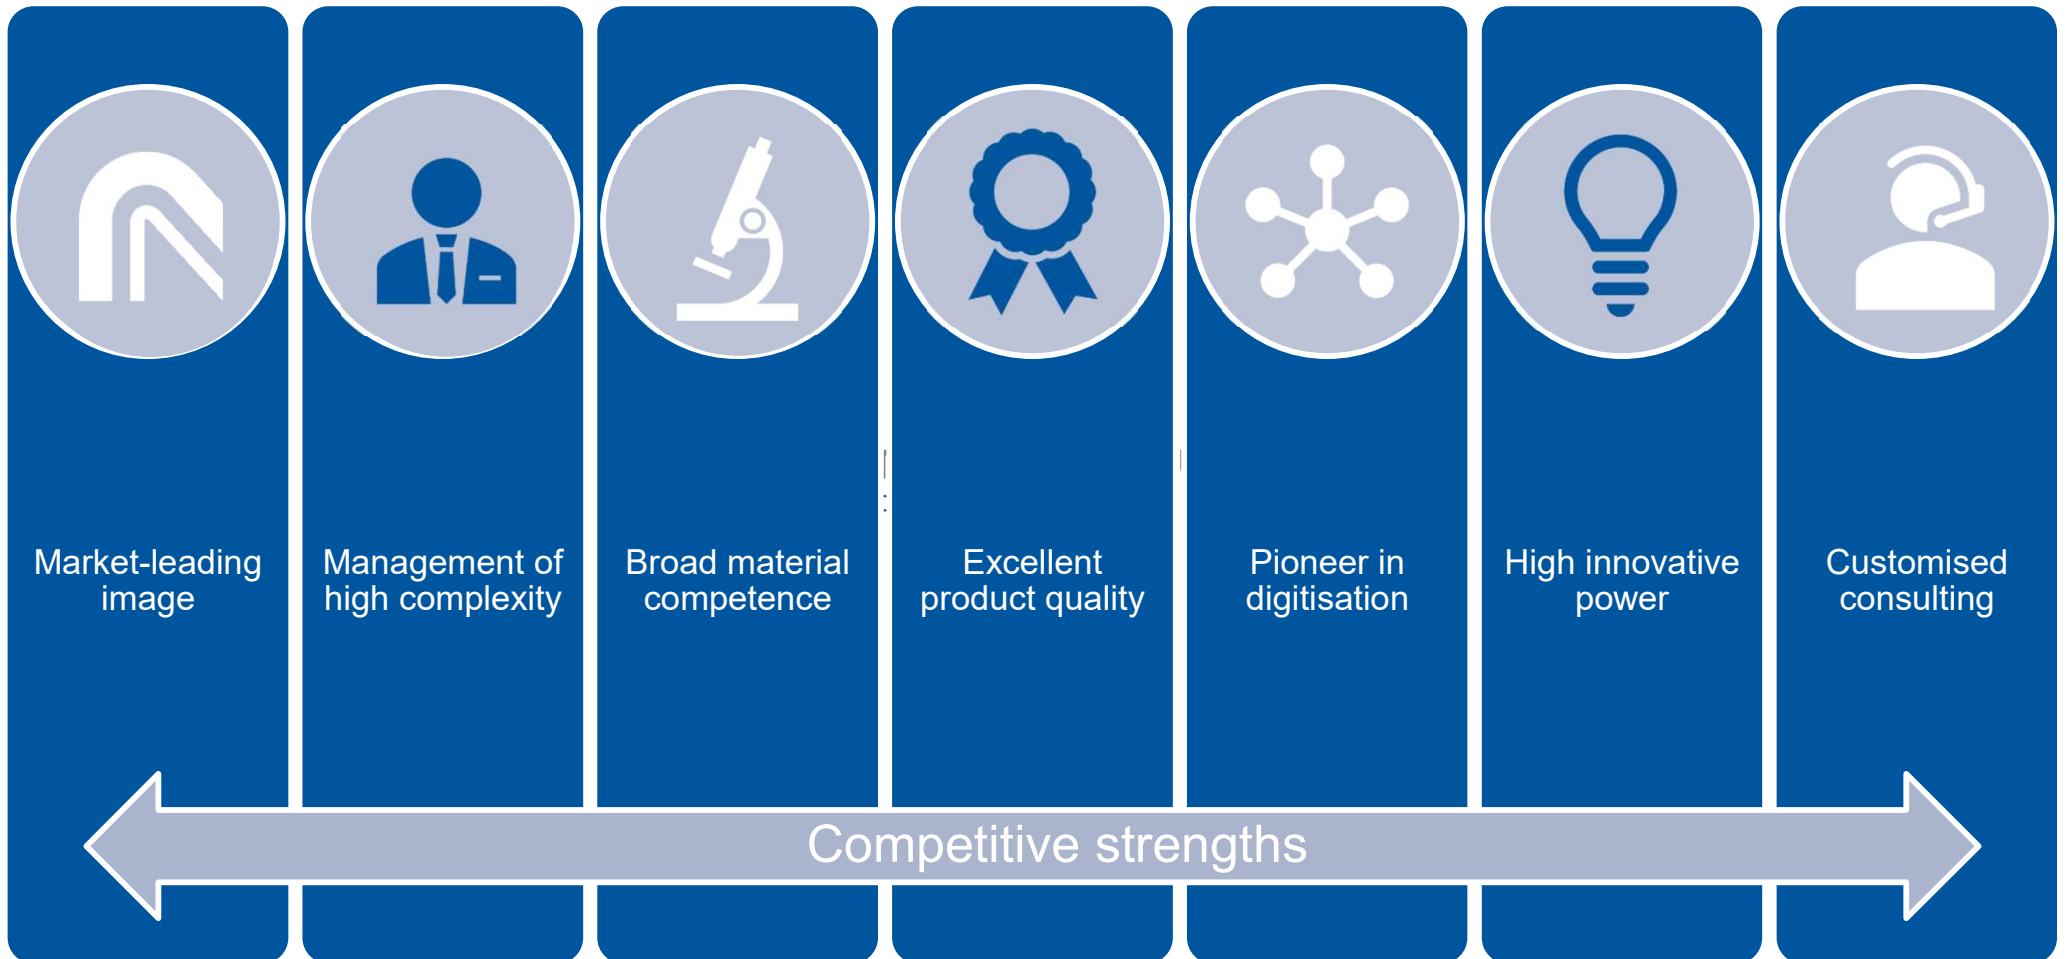 Market-leading
image
Management of
high complexity
Broad material
competence
Excellent
product quality
Pioneer in
digitisation
High innovative
power
Customised
consulting
Competitive strengths